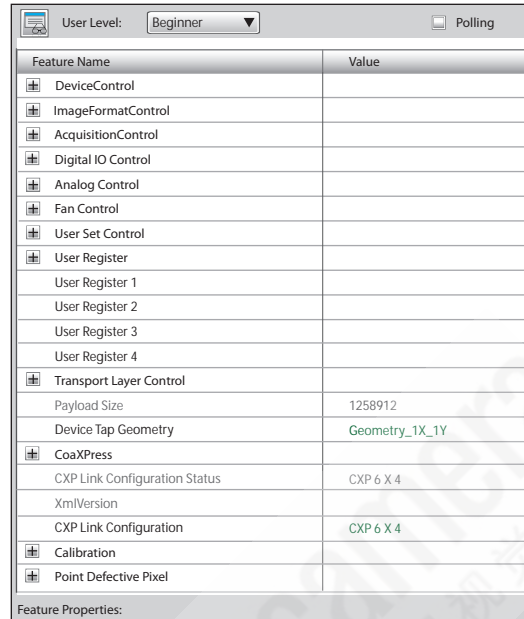 User Level: Beginner Polling
Feature Name Value
DeviceControl
ImageFormatControl
AcquisitionControl
Digital IO Control
Analog Control
Fan Control
User Set Control
User Register
User Register 1
User Register 2
User Register 3
User Register 4
Transport Layer Control
Payload Size 1258912
Device Tap Geometry Geometry_1X_1Y
CoaXPress
CXP Link Configuration Status CXP 6 X 4
XmlVersion
CXP Link Configuration CXP 6 X 4
Calibration
Point Defective Pixel
Feature Properties: